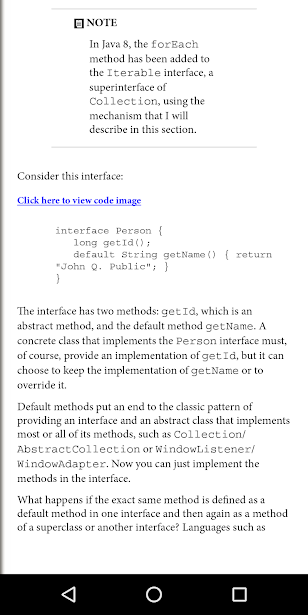 NOTE
In Java 8, the forEach
method has been added to
the Iterable interface, a
superinterface of
Collection, using the
mechanism that I will
describe in this section.
Consider this interface:
Click here to view code image
interface Person {
long getId();
default String getName() { return
"John Q. Public"; }
}
The interface has two methods: getId, which is an
abstract method, and the default method getName. A
concrete class that implements the Person interface must,
of course, provide an implementation of getId, but it can
choose to keep the implementation of getName or to
override it.
Default methods put an end to the classic pattern of
providing an interface and an abstract class that implements
most or all of its methods, such as Collection/
AbstractCollection or WindowListener/
WindowAdapter. Now you can just implement the
methods in the interface.
What happens if the exact same method is defined as a
default method in one interface and then again as a method
of a superclass or another interface? Languages such as